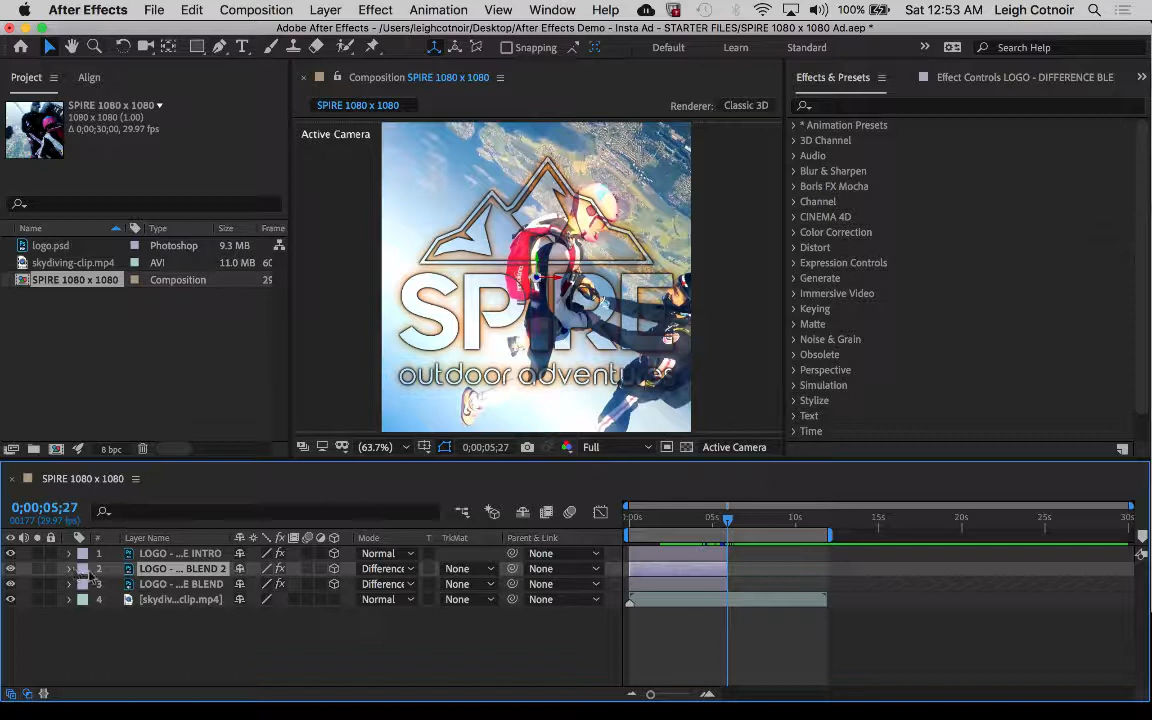 After Effects File Edit Composition Layer Effect Animation View Window Help 100% Sat 12:53 AM Leigh Cotnoir
Adobe After Effects - /Users/leighcotnoir/Desktop/After Effects Demo - Insta Ad - STARTER FILES/SPIRE 1080 x 1080 Ad.aep *
Snapping Default Learn Standard Search Help
Project Align
Composition SPIRE 1080 x 1080
Effects & Presets Effect Controls LOGO - DIFFERENCE BLE
SPIRE 1080 x 1080
1080 x 1080 (1.00)
Δ 0;00;30;00, 29.97 fps
SPIRE 1080 x 1080 Renderer: Classic 3D
Active Camera
SPIRE
outdoor adventures
* Animation Presets
3D Channel
Audio
Blur & Sharpen
Boris FX Mocha
Channel
CINEMA 4D
Color Correction
Distort
Expression Controls
Generate
Immersive Video
Keying
Matte
Noise & Grain
Obsolete
Perspective
Simulation
Stylize
Text
Time
Name Type Size Frame
logo.psd Photoshop 9.3 MB
skydiving-clip.mp4 AVI 11.0 MB 60
SPIRE 1080 x 1080 Composition 29
8 bpc
(63.7%) 0;00;05;27 Full Active Camera
SPIRE 1080 x 1080
0;00;05;27
00177 (29.97 fps)
# Layer Name Mode T TrkMat Parent & Link
1 LOGO - ...E INTRO Normal None
2 LOGO - ... BLEND 2 Difference None None
3 LOGO - ...E BLEND Difference None None
4 [skydiv...clip.mp4] Normal None None
:00s 05s 10s 15s 20s 25s 30s